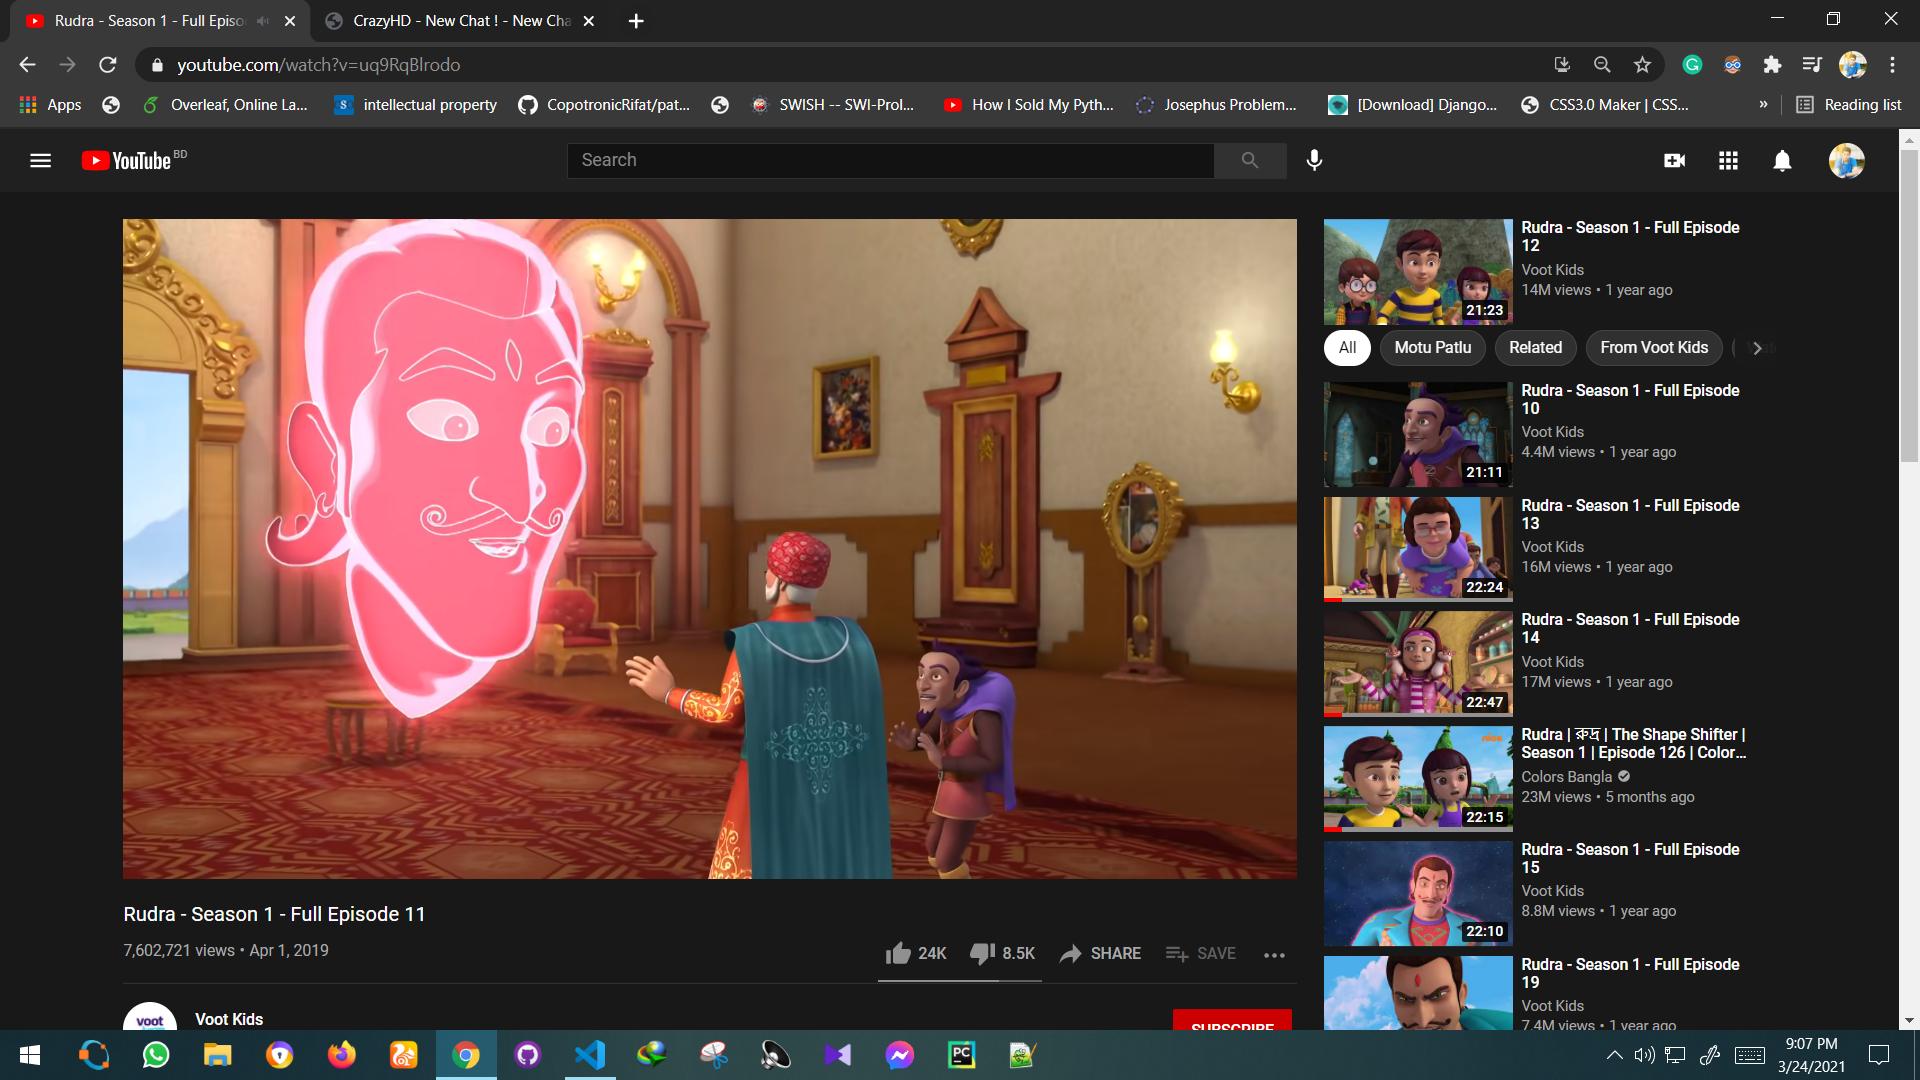 Rudra - Season 1 - Full Episo
CrazyHD - New Chat ! - New Cha
youtube.com/watch?v=uq9RqBlrodo
Apps
Overleaf, Online La...
intellectual property
CopotronicRifat/pat...
SWISH -- SWI-Prol...
How I Sold My Pyth...
Josephus Problem...
[Download] Django...
CSS3.0 Maker | CSS...
»
Reading list
YouTube BD
Search
Rudra - Season 1 - Full Episode
12
Voot Kids
14M views • 1 year ago
21:23
All
Motu Patlu
Related
From Voot Kids
Rudra - Season 1 - Full Episode
10
Voot Kids
4.4M views • 1 year ago
21:11
Rudra - Season 1 - Full Episode
13
Voot Kids
16M views • 1 year ago
22:24
Rudra - Season 1 - Full Episode
14
Voot Kids
17M views • 1 year ago
22:47
Rudra | রুদ্র | The Shape Shifter |
Season 1 | Episode 126 | Color...
Colors Bangla
23M views • 5 months ago
22:15
Rudra - Season 1 - Full Episode
15
Voot Kids
8.8M views • 1 year ago
22:10
Rudra - Season 1 - Full Episode
19
Voot Kids
7.4M views • 1 year ago
Rudra - Season 1 - Full Episode 11
7,602,721 views • Apr 1, 2019
24K
8.5K
SHARE
SAVE
voot
Voot Kids
SUBSCRIBE
PC
9:07 PM
3/24/2021